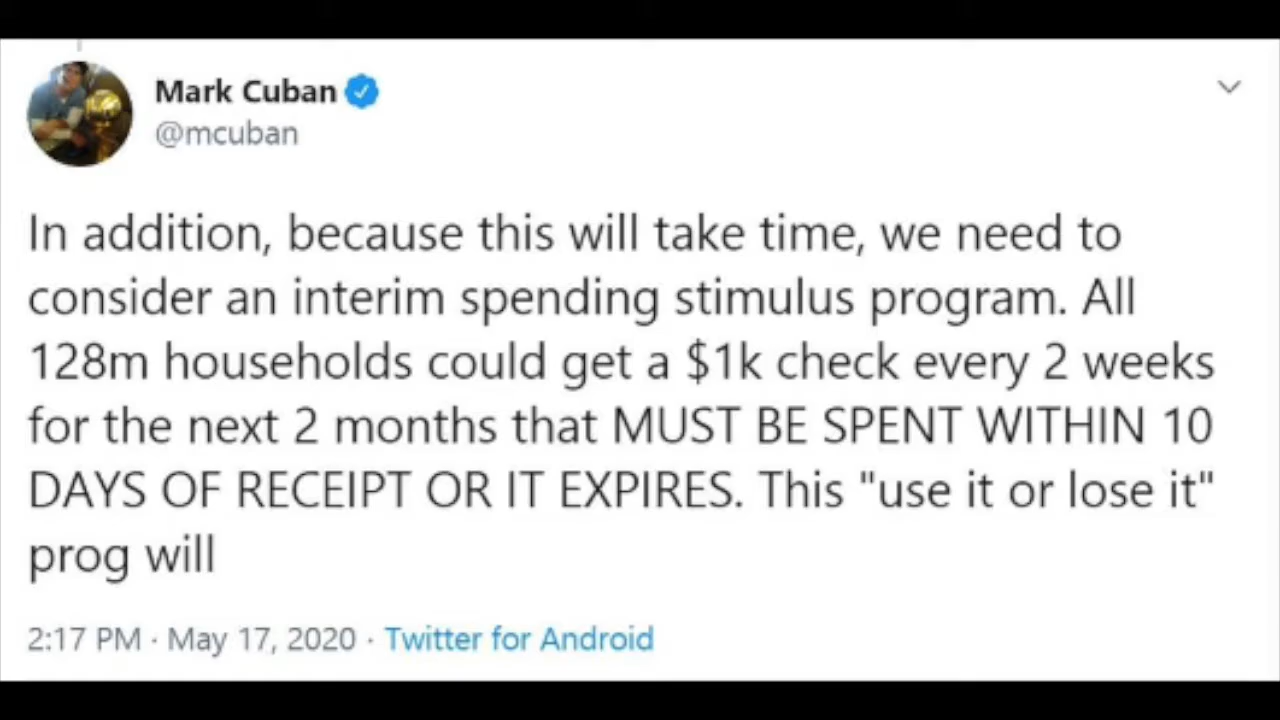 Mark Cuban
@mcuban
In addition, because this will take time, we need to
consider an interim spending stimulus program. All
128m households could get a $1k check every 2 weeks
for the next 2 months that MUST BE SPENT WITHIN 10
DAYS OF RECEIPT OR IT EXPIRES. This "use it or lose it"
prog will
2:17 PM · May 17, 2020 · Twitter for Android